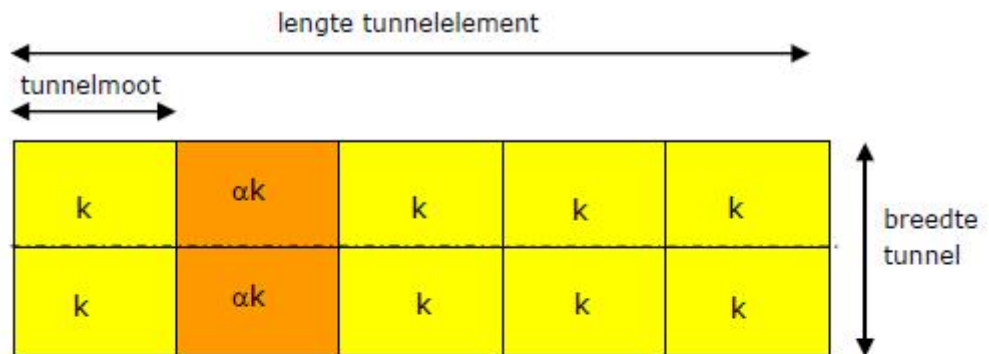 lengte tunnelelement
tunnelmoot
k
αk
k
k
k
breedte
tunnel
k
αk
k
k
k